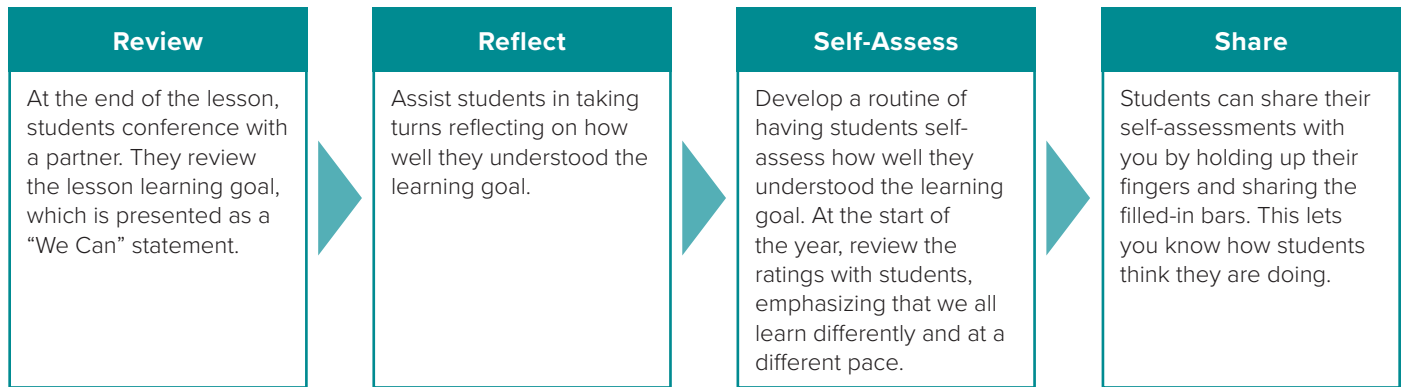 Review
At the end of the lesson,
students conference with
a partner. They review
the lesson learning goal,
which is presented as a
“We Can” statement.
Reflect
Assist students in taking
turns reflecting on how
well they understood the
learning goal.
Self-Assess
Develop a routine of
having students self-
assess how well they
understood the learning
goal. At the start of
the year, review the
ratings with students,
emphasizing that we all
learn differently and at a
different pace.
Share
Students can share their
self-assessments with
you by holding up their
fingers and sharing the
filled-in bars. This lets
you know how students
think they are doing.